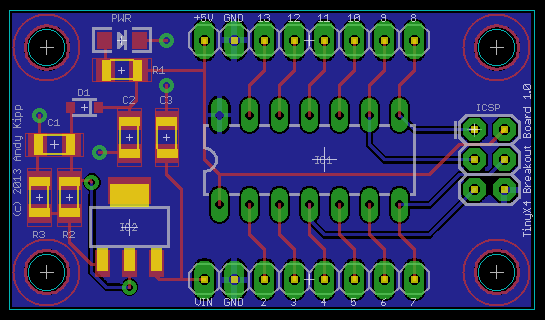 PWR
+5V GND 13 12 11 10 9 8
R1
D1
C2 C3
C1
ICSP
IC1
IC2
R3 R2
(c) 2013 Andy Kipp
TinyX4 Breakout Board 1.0
VIN GND 2 3 4 5 6 7